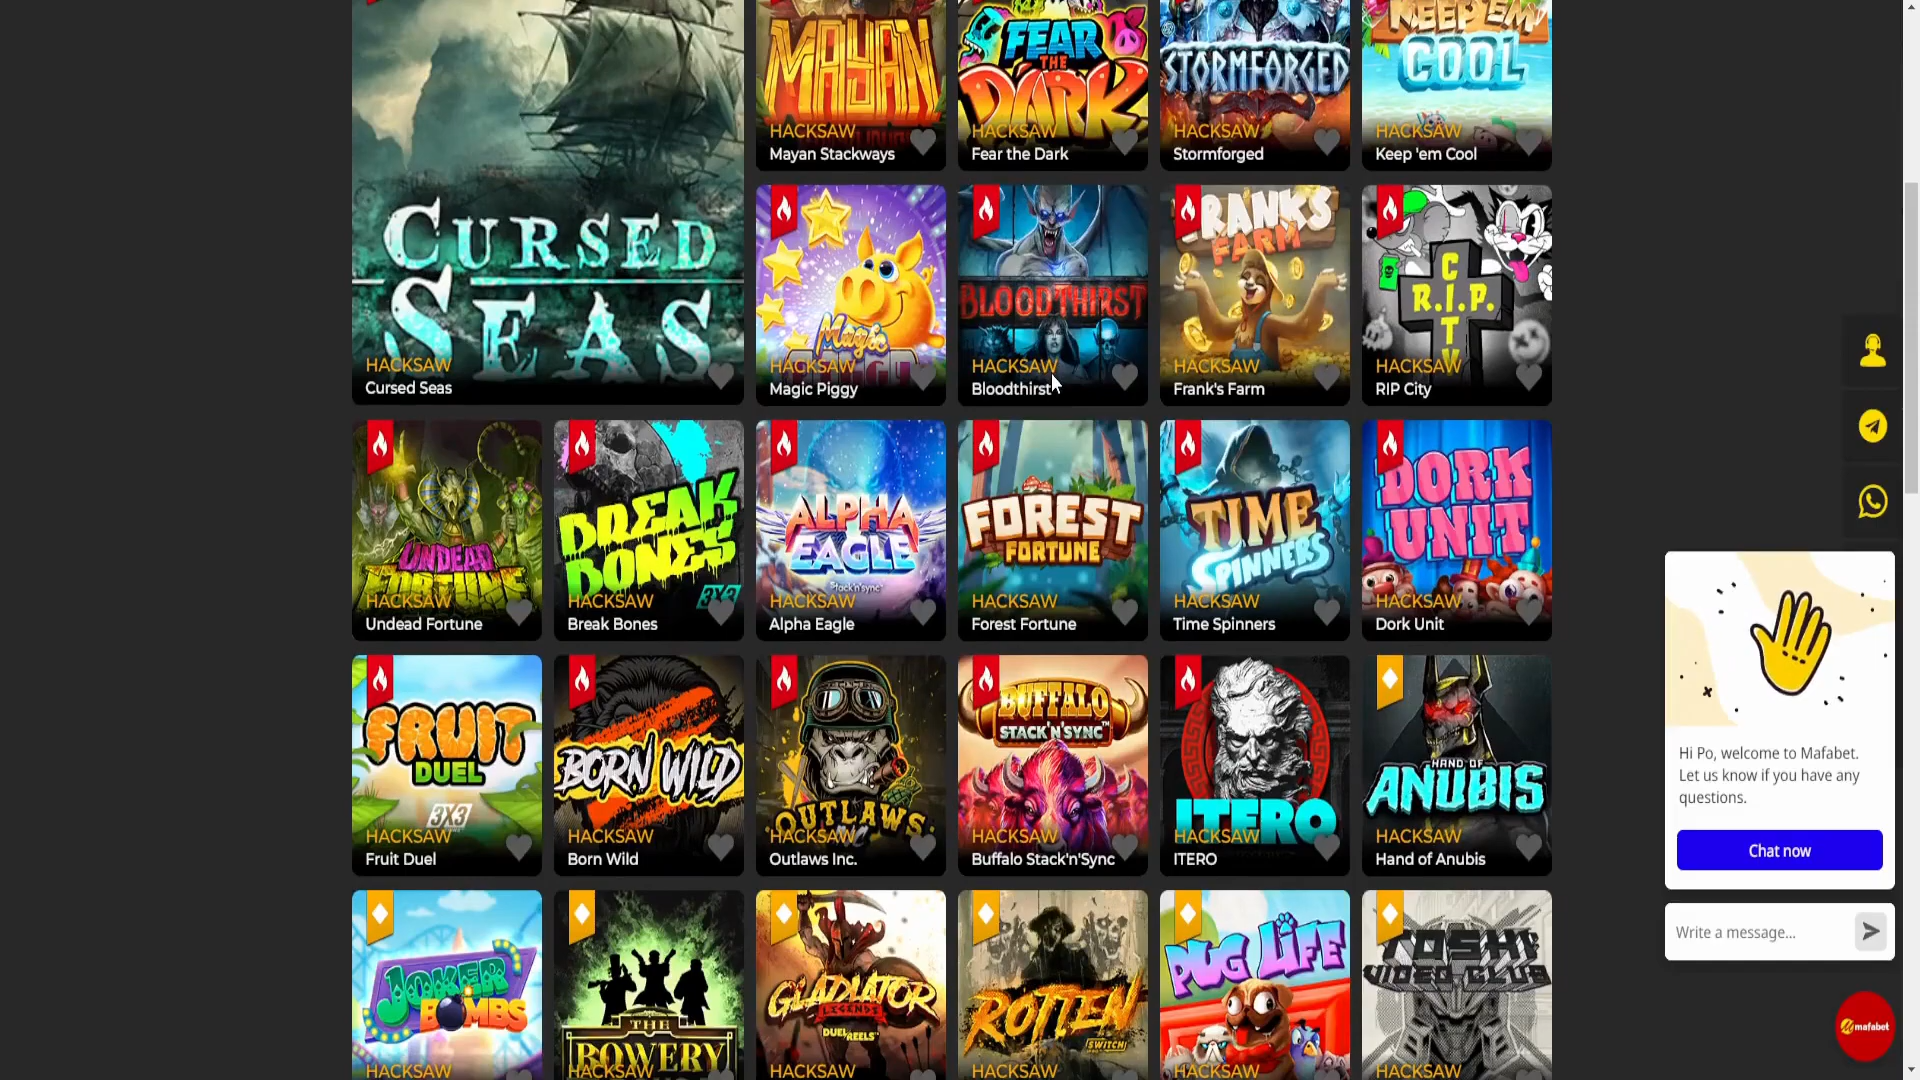 MAYAN
HACKSAW
Mayan Stackways
FEAR
THE
DARK
HACKSAW
Fear the Dark
STORMFORGED
HACKSAW
Stormforged
KEEP'EM
COOL
HACKSAW
Keep 'em Cool
CURSED
SEAS
HACKSAW
Cursed Seas
Magic
HACKSAW
Magic Piggy
BLOODTHIRST
HACKSAW
Bloodthirst
FRANKS
FARM
HACKSAW
Frank's Farm
R.I.P.
CITY
HACKSAW
RIP City
UNDEAD
FORTUNE
HACKSAW
Undead Fortune
BREAK
BONES
3X3
HACKSAW
Break Bones
ALPHA
EAGLE
Stack'n'sync
HACKSAW
Alpha Eagle
FOREST
FORTUNE
HACKSAW
Forest Fortune
TIME
SPINNERS
HACKSAW
Time Spinners
DORK
UNIT
HACKSAW
Dork Unit
FRUIT
DUEL
3X3
HACKSAW
Fruit Duel
BORN WILD
HACKSAW
Born Wild
OUTLAWS
HACKSAW
Outlaws Inc.
BUFFALO
STACK'N'SYNC
HACKSAW
Buffalo Stack'n'Sync
ITERO
HACKSAW
ITERO
HAND OF
ANUBIS
HACKSAW
Hand of Anubis
JOKER
BOMBS
HACKSAW
THE
BOWERY
HACKSAW
GLADIATOR
LEGENDS
DUEL REELS
HACKSAW
ROTTEN
SWITCH
HACKSAW
PUG LIFE
HACKSAW
TOSHI
VIDEO CLUB
HACKSAW
Hi Po, welcome to Mafabet.
Let us know if you have any
questions.
Chat now
Write a message...
mafabet